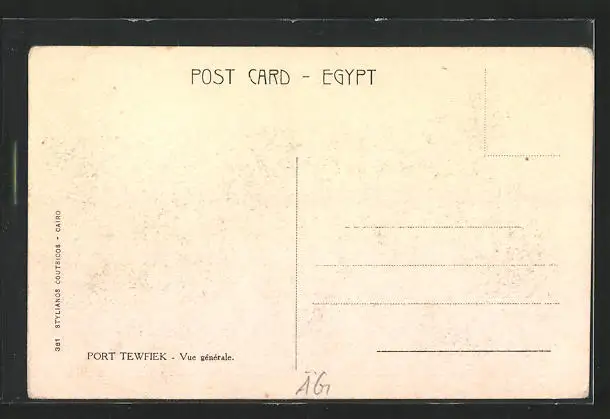 POST CARD - EGYPT
381 STYLIANOS COUTSICOS - CAIRO
PORT TEWFIEK - Vue générale.